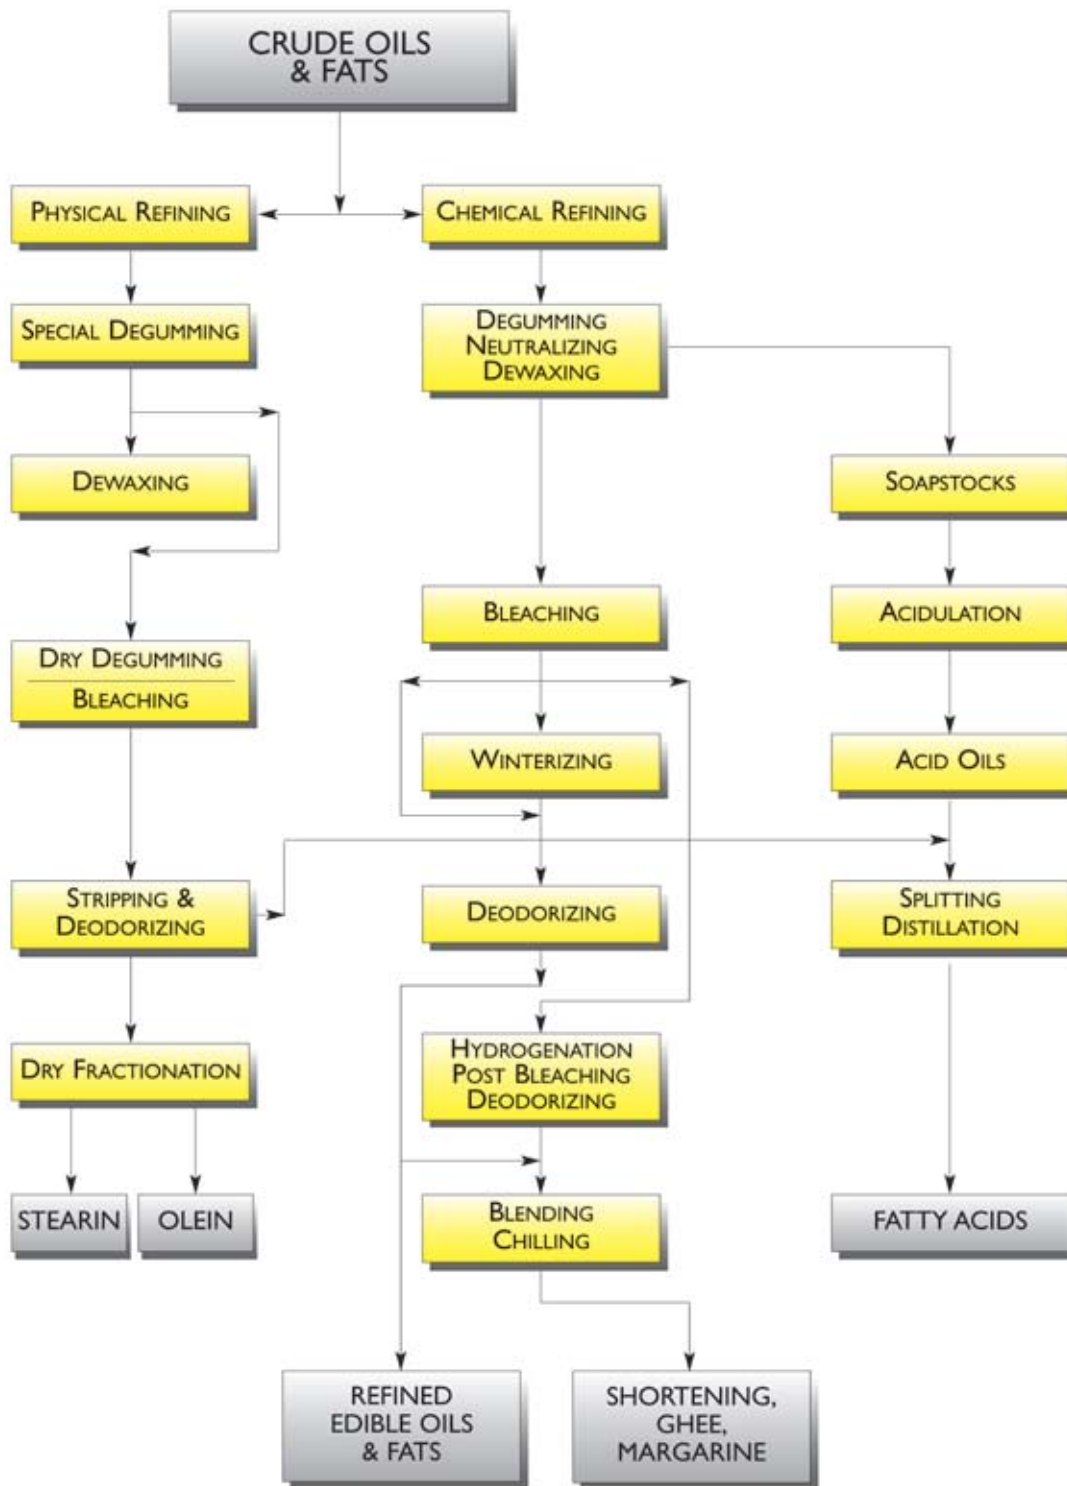 CRUDE OILS
& FATS
PHYSICAL REFINING
CHEMICAL REFINING
SPECIAL DEGUMMING
DEGUMMING
NEUTRALIZING
DEWAXING
DEWAXING
SOAPSTOCKS
BLEACHING
ACIDULATION
DRY DEGUMMING
BLEACHING
WINTERIZING
ACID OILS
STRIPPING &
DEODORIZING
DEODORIZING
SPLITTING
DISTILLATION
DRY FRACTIONATION
HYDROGENATION
POST BLEACHING
DEODORIZING
STEARIN
OLEIN
BLENDING
CHILLING
FATTY ACIDS
REFINED
EDIBLE OILS
& FATS
SHORTENING,
GHEE,
MARGARINE